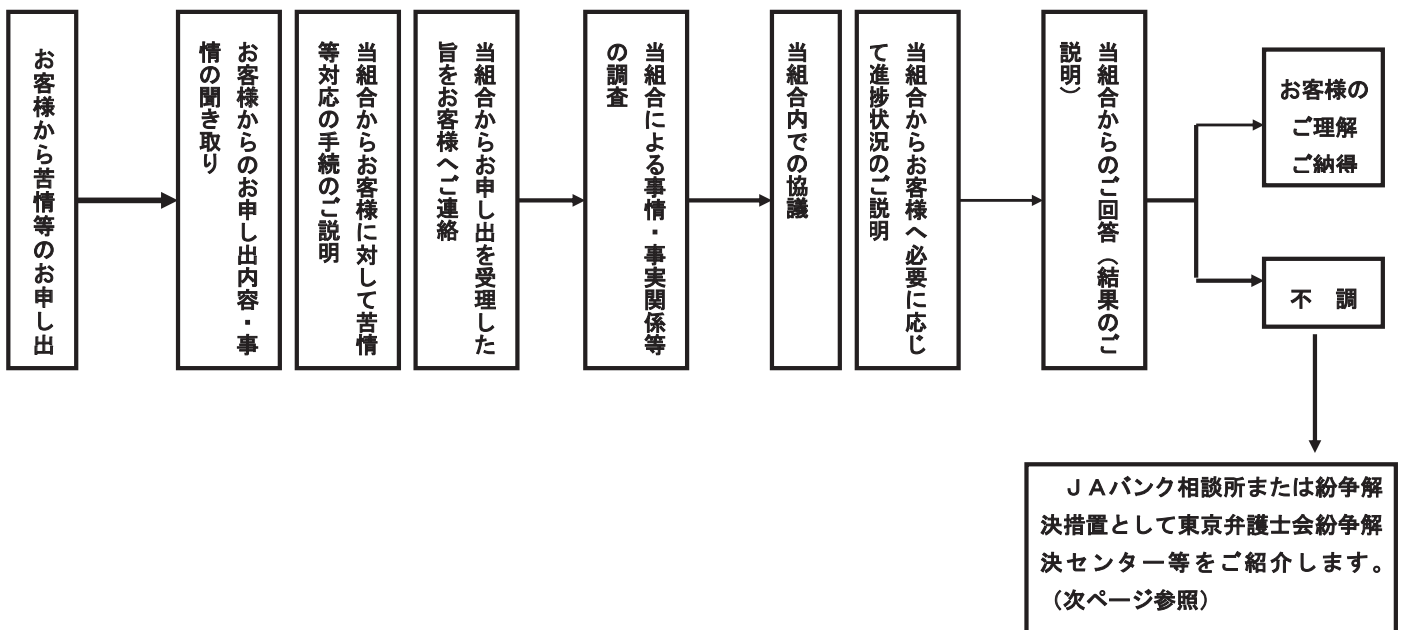 お客様から苦情等のお申し出
お客様からのお申し出内容・事
情の聞き取り
当組合からお客様に対して苦情
等対応の手続のご説明
当組合からお申し出を受理した
旨をお客様へご連絡
当組合による事情・事実関係等
の調査
当組合内での協議
当組合からお客様へ必要に応じ
て進捗状況のご説明
当組合からのご回答（結果のご
説明）
お客様の
ご理解
ご納得
不　調
ＪＡバンク相談所または紛争解
決措置として東京弁護士会紛争解
決センター等をご紹介します。
（次ページ参照）